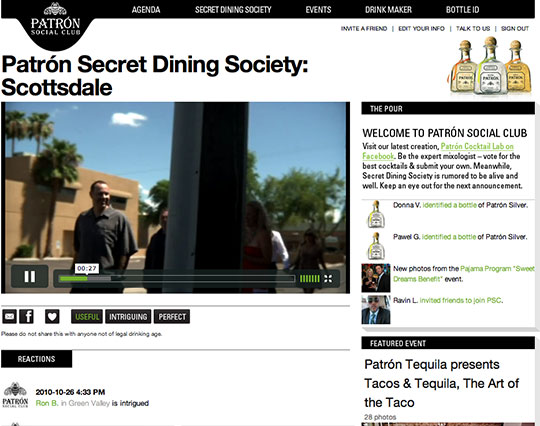 PATRÓN
SOCIAL CLUB
AGENDA
SECRET DINING SOCIETY
EVENTS
DRINK MAKER
BOTTLE ID
INVITE A FRIEND | EDIT YOUR INFO | TALK TO US | SIGN OUT
Patrón Secret Dining Society:
Scottsdale
00:27
USEFUL
INTRIGUING
PERFECT
Please do not share this with anyone not of legal drinking age.
REACTIONS
PATRÓN
SOCIAL CLUB
2010-10-26 4:33 PM
Ron B. in Green Valley is intrigued
THE POUR
WELCOME TO PATRÓN SOCIAL CLUB
Visit our latest creation, Patrón Cocktail Lab on
Facebook. Be the expert mixologist – vote for the
best cocktails & submit your own. Meanwhile,
Secret Dining Society is rumored to be alive and
well. Keep an eye out for the next announcement.
Donna V. identified a bottle of Patrón Silver.
Pawel G. identified a bottle of Patrón Silver.
New photos from the Pajama Program "Sweet
Dreams Benefit" event.
Ravin L. invited friends to join PSC.
FEATURED EVENT
Patrón Tequila presents
Tacos & Tequila, The Art of
the Taco
28 photos